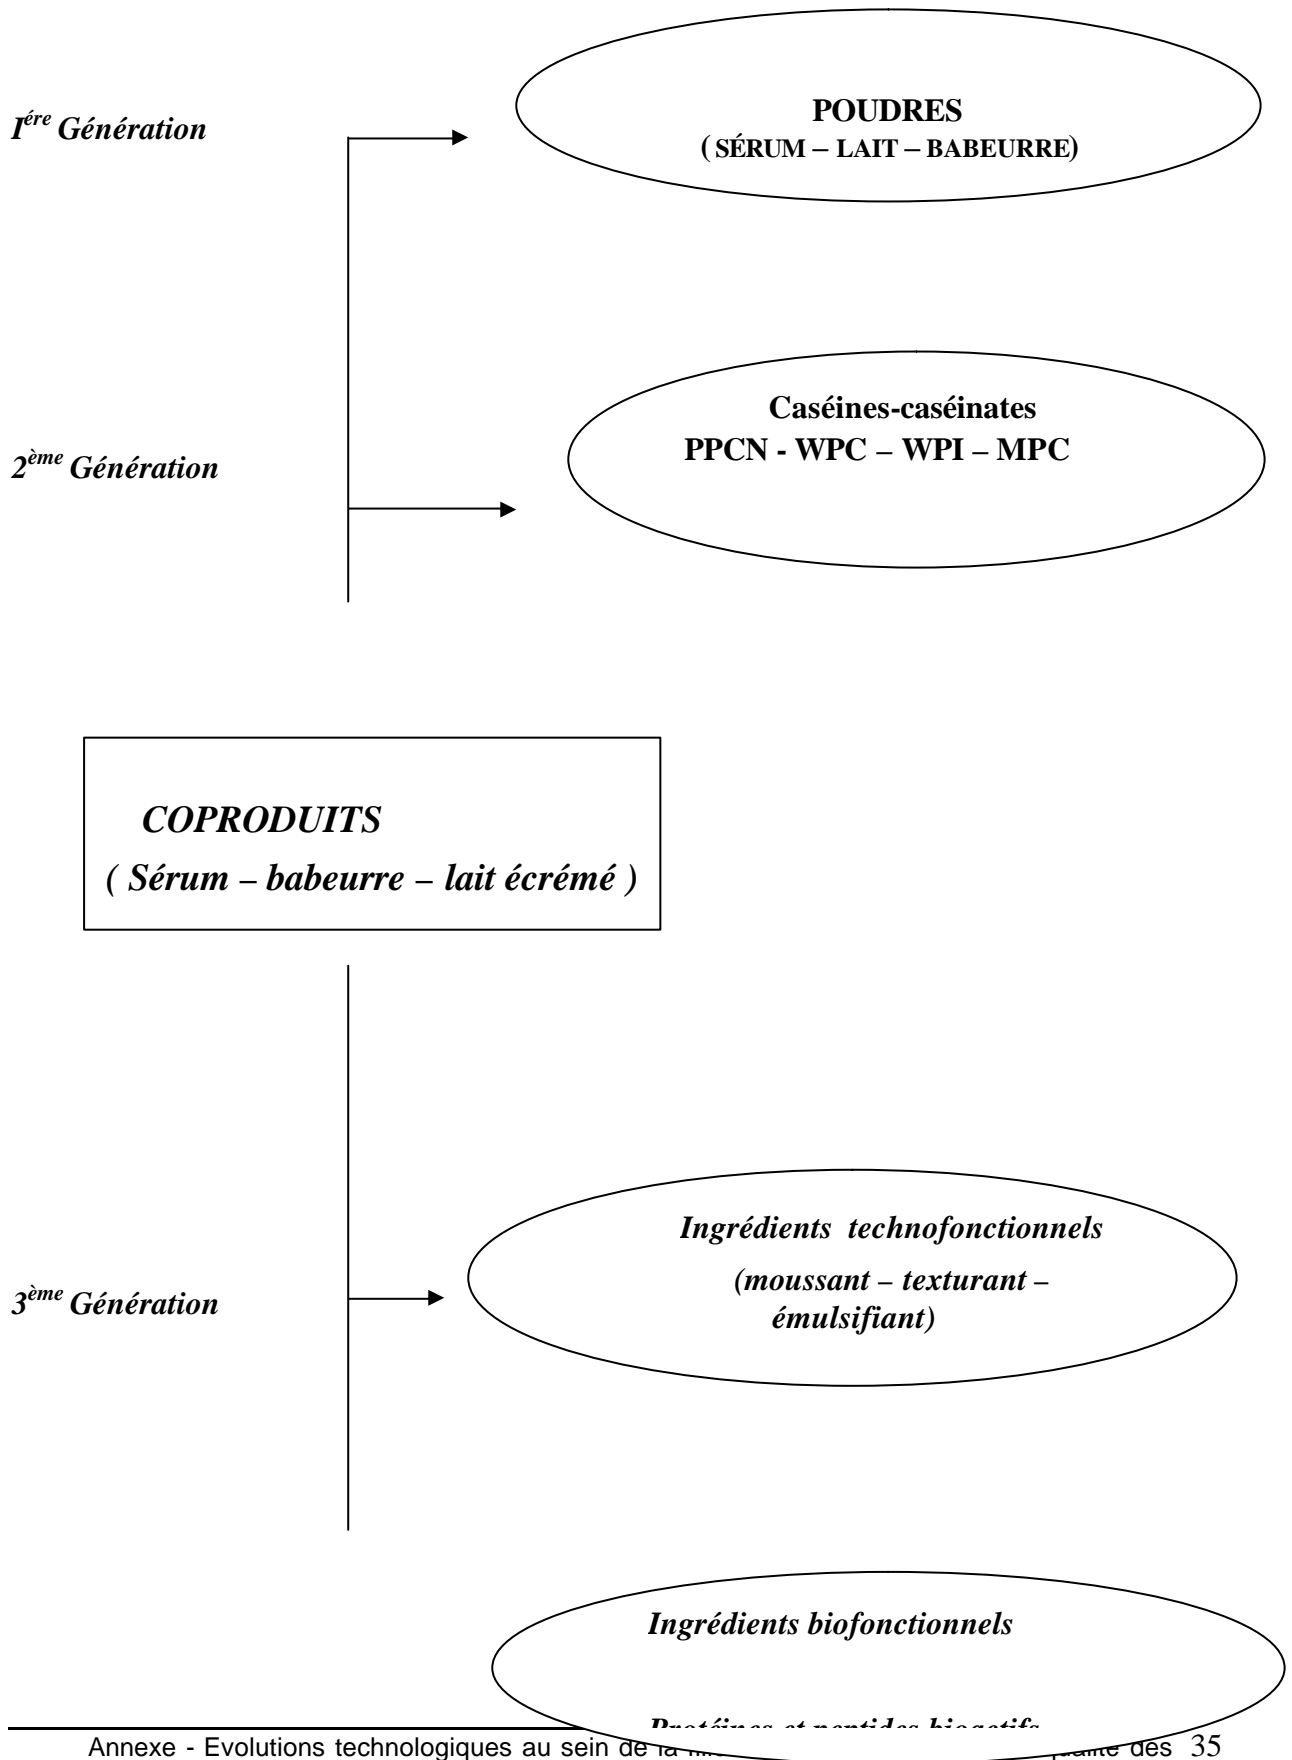 POUDRES
Iére Génération
( SÉRUM – LAIT – BABEURRE)
Caséines-caséinates
PPCN - WPC – WPI – MPC
2ème Génération
COPRODUITS
( Sérum – babeurre – lait écrémé )
Ingrédients technofonctionnels
(moussant – texturant –
émulsifiant)
3ème Génération
Ingrédients biofonctionnels
Protéines et peptides bioactifs
Annexe - Evolutions technologiques au sein de la qualité des 35